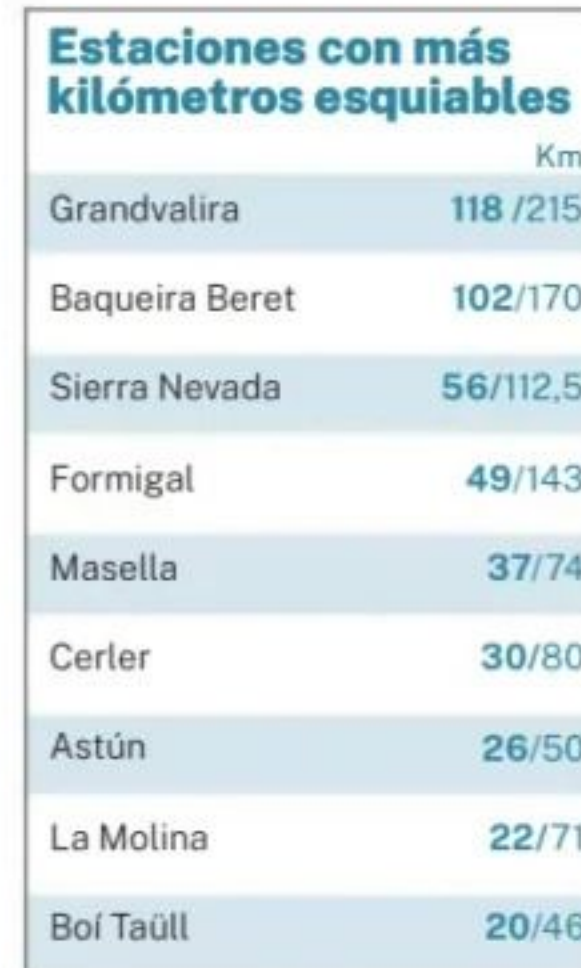 Estaciones con más
kilómetros esquiables
Km
Grandvalira 118 /215
Baqueira Beret 102/170
Sierra Nevada 56/112,5
Formigal 49/143
Masella 37/74
Cerler 30/80
Astún 26/50
La Molina 22/71
Boí Taüll 20/46